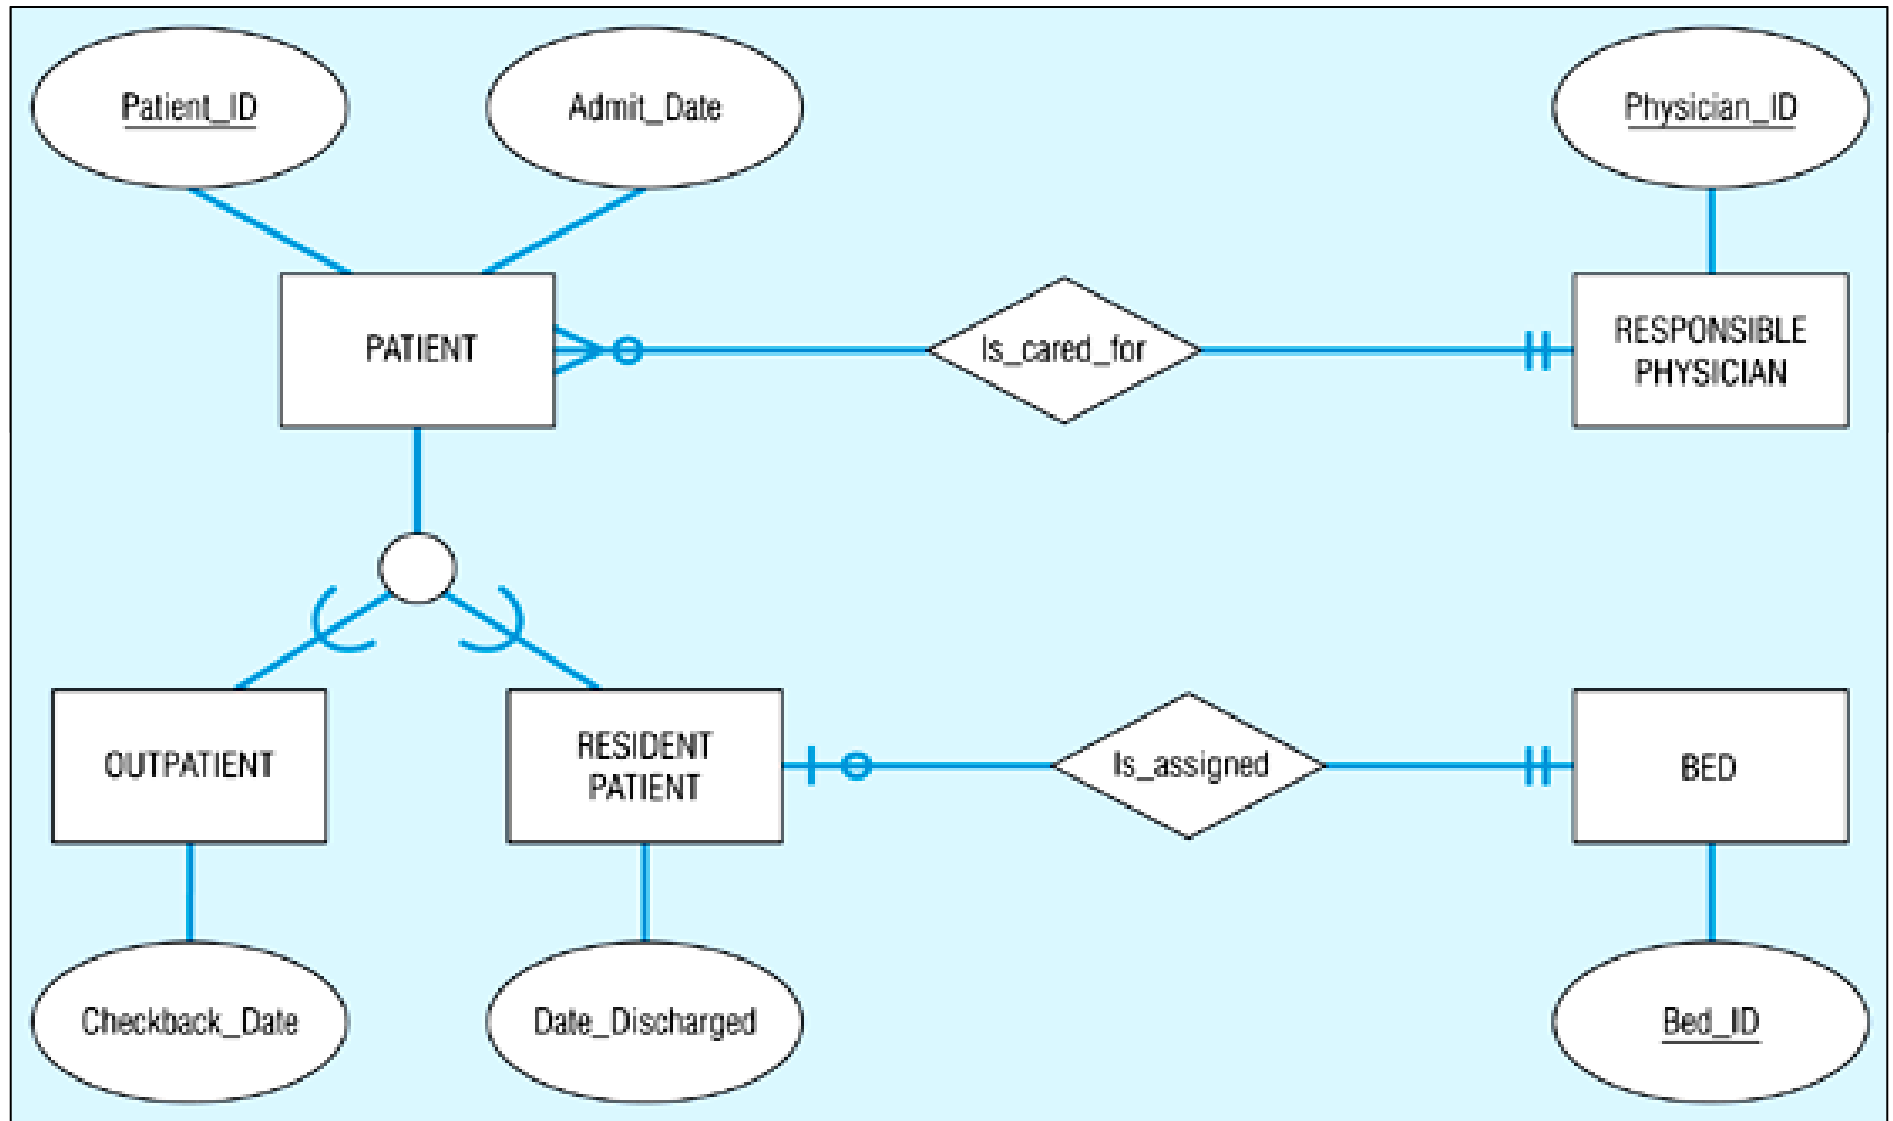 Patient_ID
Admit_Date
Physician_ID
PATIENT
Is_cared_for
RESPONSIBLE
PHYSICIAN
OUTPATIENT
RESIDENT
PATIENT
Is_assigned
BED
Checkback_Date
Date_Discharged
Bed_ID